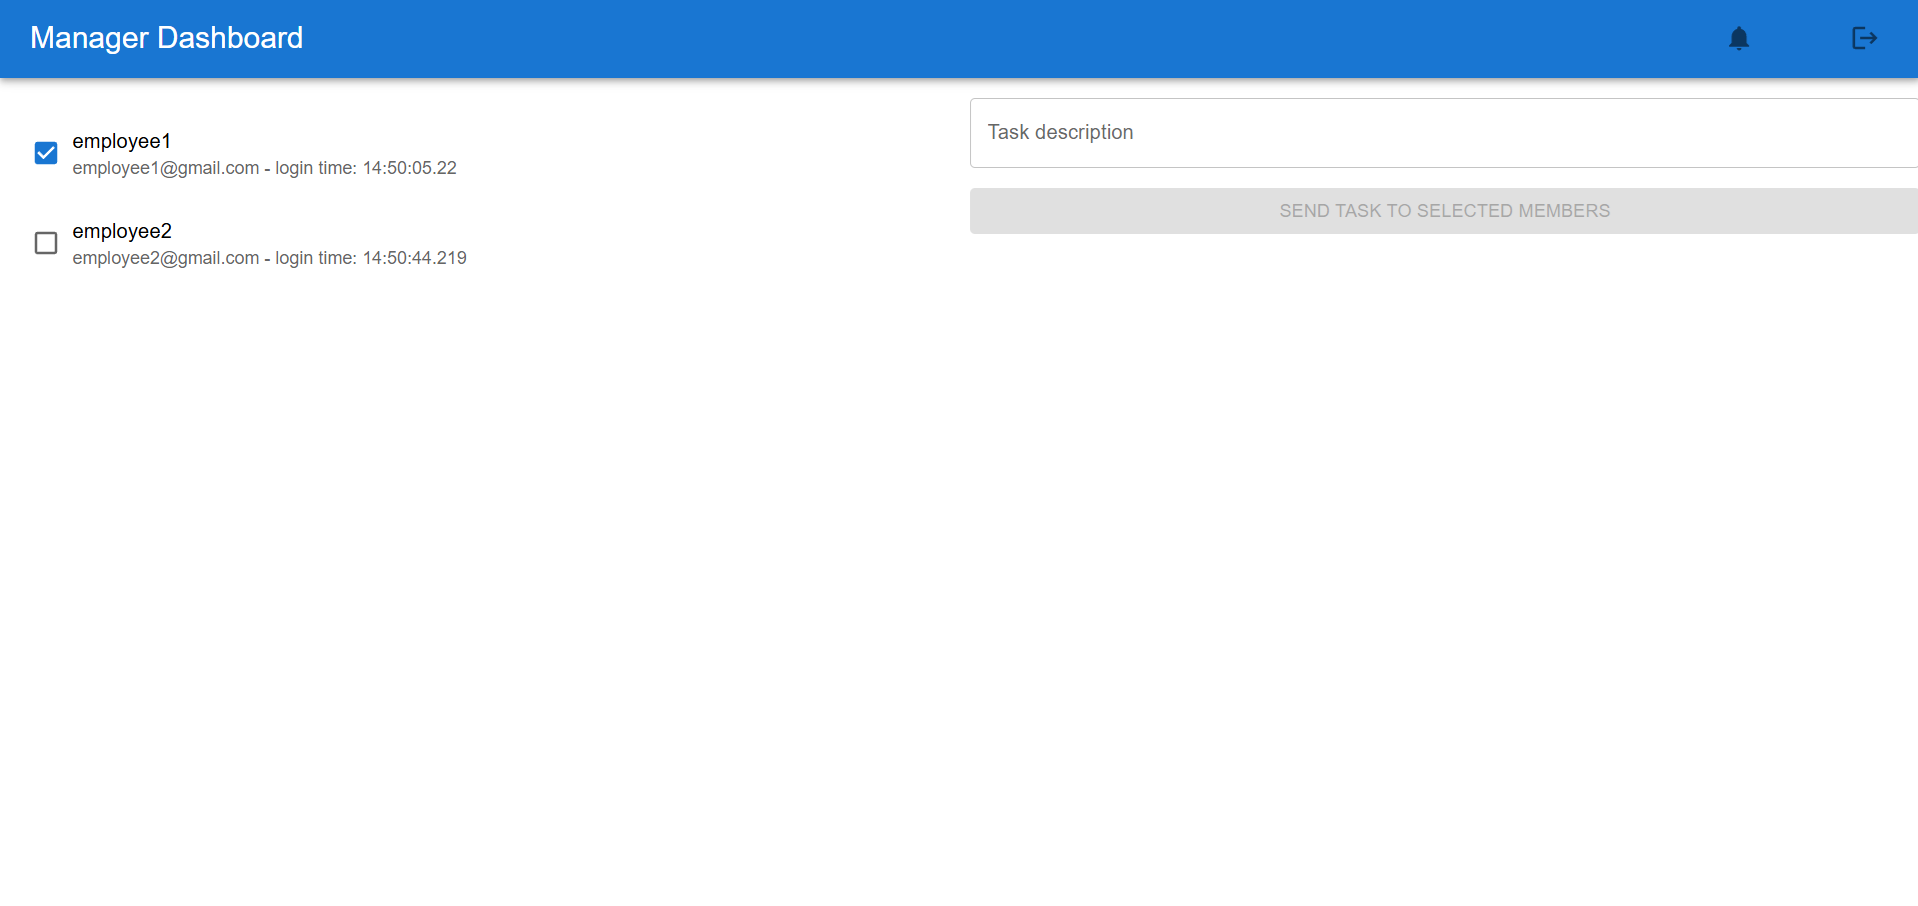 Manager Dashboard
employee1
employee1@gmail.com - login time: 14:50:05.22
employee2
employee2@gmail.com - login time: 14:50:44.219
Task description
SEND TASK TO SELECTED MEMBERS